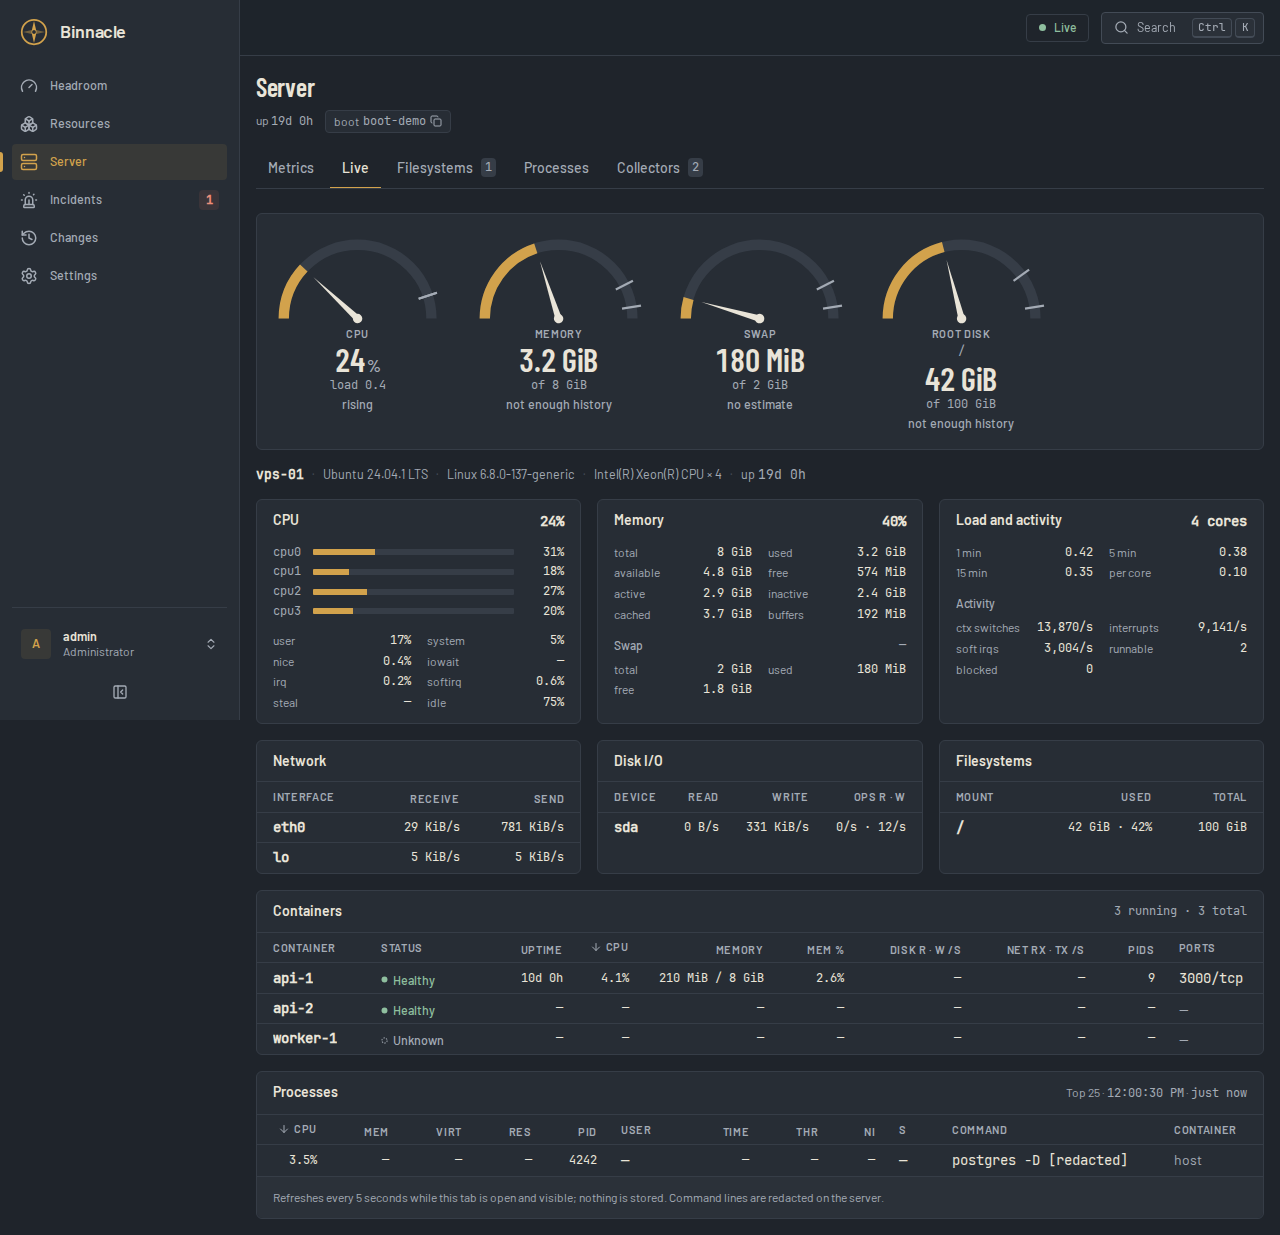 Binnacle
Live
Search Ctrl K
Headroom
Resources
Server
Incidents 1
Changes
Settings
admin
A
Administrator
Server
up 19d 0h boot boot-demo
Metrics Live Filesystems 1 Processes Collectors 2
CPU
24%
load 0.4
rising
MEMORY
3.2 GiB
of 8 GiB
not enough history
SWAP
180 MiB
of 2 GiB
no estimate
ROOT DISK
/
42 GiB
of 100 GiB
not enough history
vps-01 · Ubuntu 24.04.1 LTS · Linux 6.8.0-137-generic · Intel(R) Xeon(R) CPU × 4 · up 19d 0h
CPU 24%
cpu0 31%
cpu1 18%
cpu2 27%
cpu3 20%
user 17% system 5%
nice 0.4% iowait —
irq 0.2% softirq 0.6%
steal — idle 75%
Memory 40%
total 8 GiB used 3.2 GiB
available 4.8 GiB free 574 MiB
active 2.9 GiB inactive 2.4 GiB
cached 3.7 GiB buffers 192 MiB
Swap —
total 2 GiB used 180 MiB
free 1.8 GiB
Load and activity 4 cores
1 min 0.42 5 min 0.38
15 min 0.35 per core 0.10
Activity
ctx switches 13,870/s interrupts 9,141/s
soft irqs 3,004/s runnable 2
blocked 0
Network
INTERFACE RECEIVE SEND
eth0 29 KiB/s 781 KiB/s
lo 5 KiB/s 5 KiB/s
Disk I/O
DEVICE READ WRITE OPS R · W
sda 0 B/s 331 KiB/s 0/s · 12/s
Filesystems
MOUNT USED TOTAL
/ 42 GiB · 42% 100 GiB
Containers 3 running · 3 total
CONTAINER STATUS UPTIME ↓ CPU MEMORY MEM % DISK R · W /S NET RX · TX /S PIDS PORTS
api-1 Healthy 10d 0h 4.1% 210 MiB / 8 GiB 2.6% — — 9 3000/tcp
api-2 Healthy — — — — — — — —
worker-1 Unknown — — — — — — — —
Processes Top 25 · 12:00:30 PM · just now
↓ CPU MEM VIRT RES PID USER TIME THR NI S COMMAND CONTAINER
3.5% — — — 4242 — — — — — postgres -D [redacted] host
Refreshes every 5 seconds while this tab is open and visible; nothing is stored. Command lines are redacted on the server.